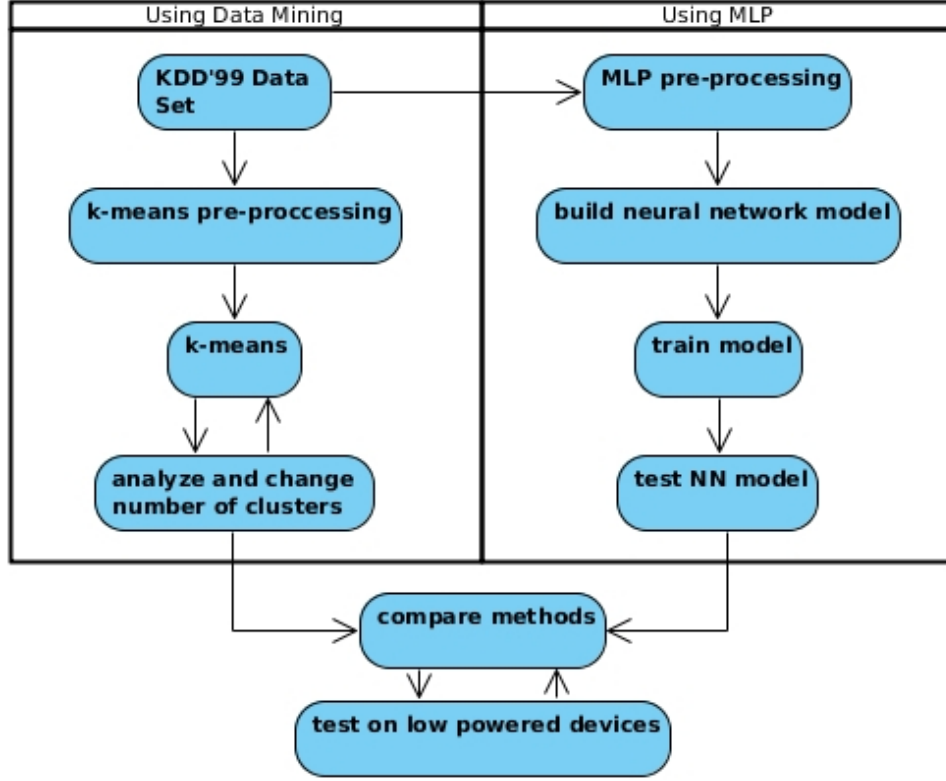 Using Data Mining
Using MLP
KDD'99 Data
Set
MLP pre-processing
k-means pre-proccessing
build neural network model
k-means
train model
analyze and change
number of clusters
test NN model
compare methods
test on low powered devices